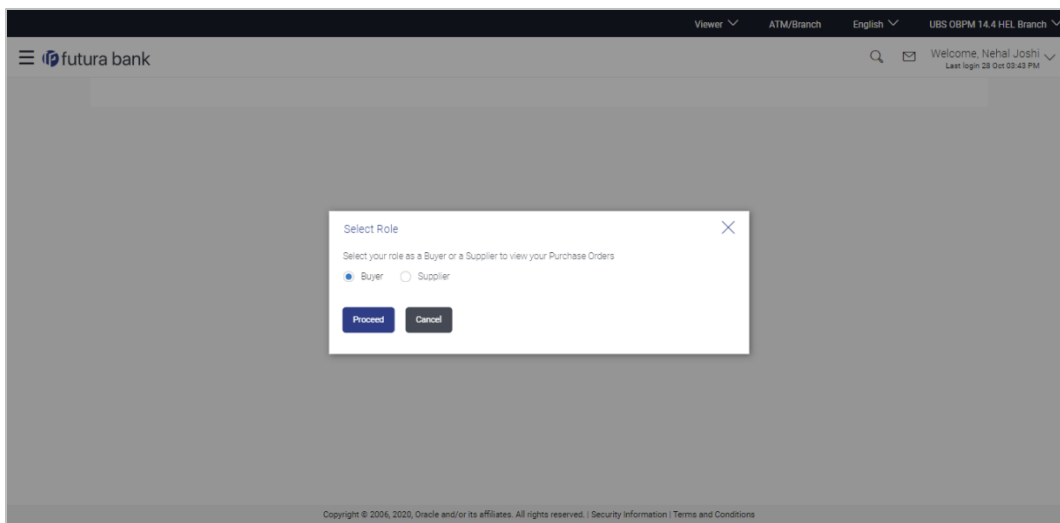 Viewer ATM/Branch English UBS OBPM 14.4 HEL Branch
futura bank
Welcome, Nehal Joshi
Last login 28 Oct 03:43 PM
Select Role
Select your role as a Buyer or a Supplier to view your Purchase Orders
Buyer Supplier
Proceed Cancel
Copyright © 2006, 2020, Oracle and/or its affiliates. All rights reserved. | Security Information | Terms and Conditions